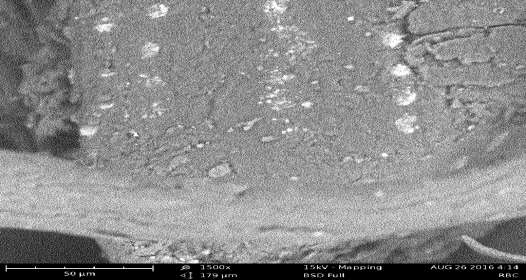 1500x 15kV - Mapping AUG 26 2016 4:14
50 µm 179 µm BSD Full RBC